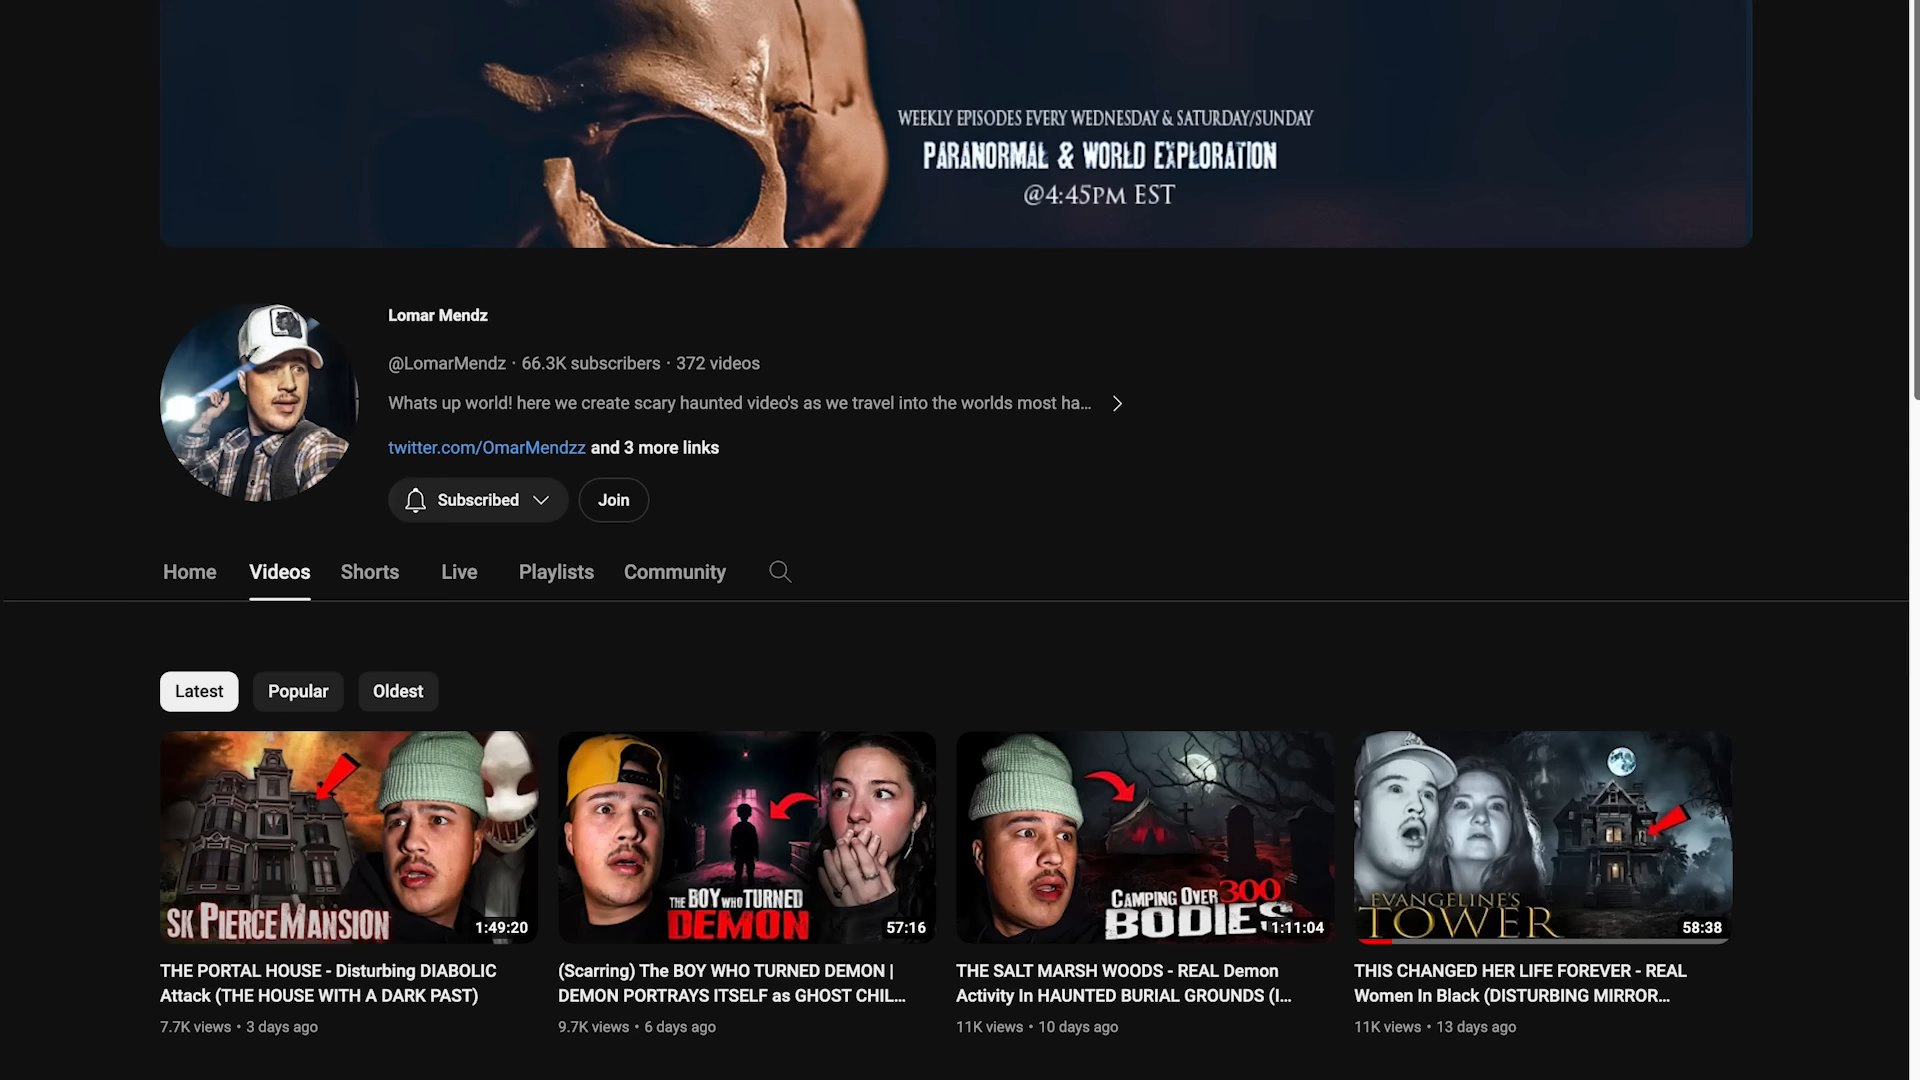 WEEKLY EPISODES EVERY WEDNESDAY & SATURDAY/SUNDAY
PARANORMAL & WORLD EXPLORATION
@4:45PM EST
Lomar Mendz
@LomarMendz · 66.3K subscribers · 372 videos
Whats up world! here we create scary haunted video's as we travel into the worlds most ha...
twitter.com/OmarMendzz and 3 more links
Subscribed
Join
Home
Videos
Shorts
Live
Playlists
Community
Latest
Popular
Oldest
SK PIERCE MANSION
1:49:20
THE BOY WHO TURNED
DEMON
57:16
CAMPING OVER 300
BODIES
1:11:04
EVANGELINE'S
TOWER
58:38
THE PORTAL HOUSE - Disturbing DIABOLIC
Attack (THE HOUSE WITH A DARK PAST)
7.7K views • 3 days ago
(Scarring) The BOY WHO TURNED DEMON |
DEMON PORTRAYS ITSELF as GHOST CHIL...
9.7K views • 6 days ago
THE SALT MARSH WOODS - REAL Demon
Activity In HAUNTED BURIAL GROUNDS (I...
11K views • 10 days ago
THIS CHANGED HER LIFE FOREVER - REAL
Women In Black (DISTURBING MIRROR...
11K views • 13 days ago